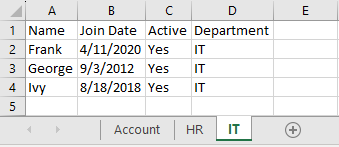 A B C D E
1 Name Join Date Active Department
2 Frank 4/11/2020 Yes IT
3 George 9/3/2012 Yes IT
4 Ivy 8/18/2018 Yes IT
5
Account HR IT